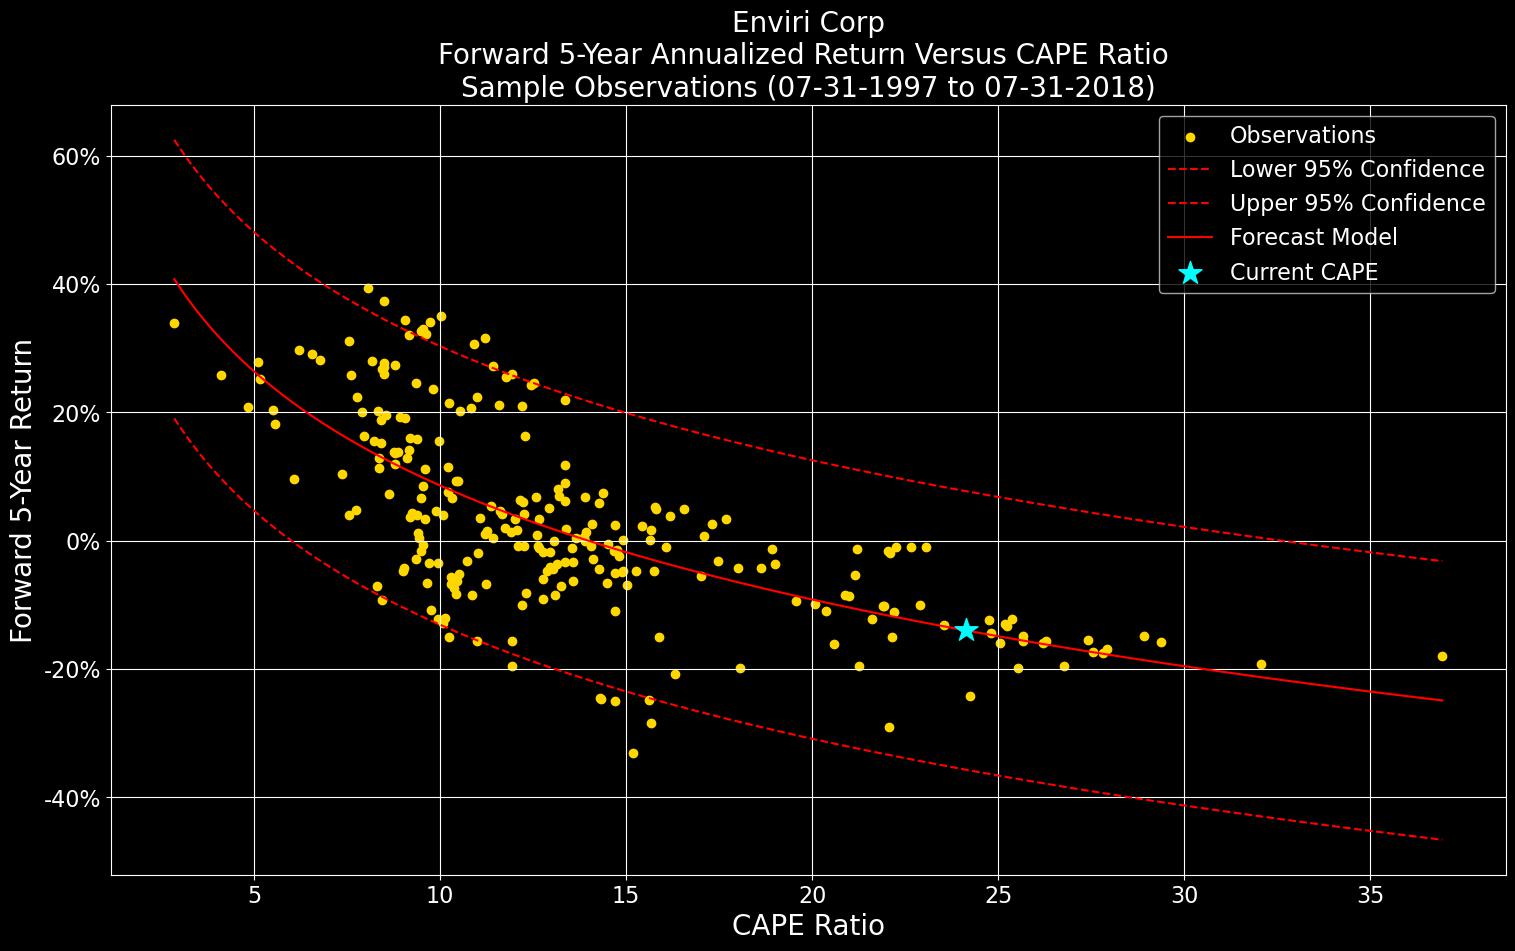 Enviri Corp
Forward 5-Year Annualized Return Versus CAPE Ratio
Sample Observations (07-31-1997 to 07-31-2018)
Observations
Lower 95% Confidence
Upper 95% Confidence
Forecast Model
Current CAPE
Forward 5-Year Return
60%
40%
20%
0%
-20%
-40%
5 10 15 20 25 30 35
CAPE Ratio